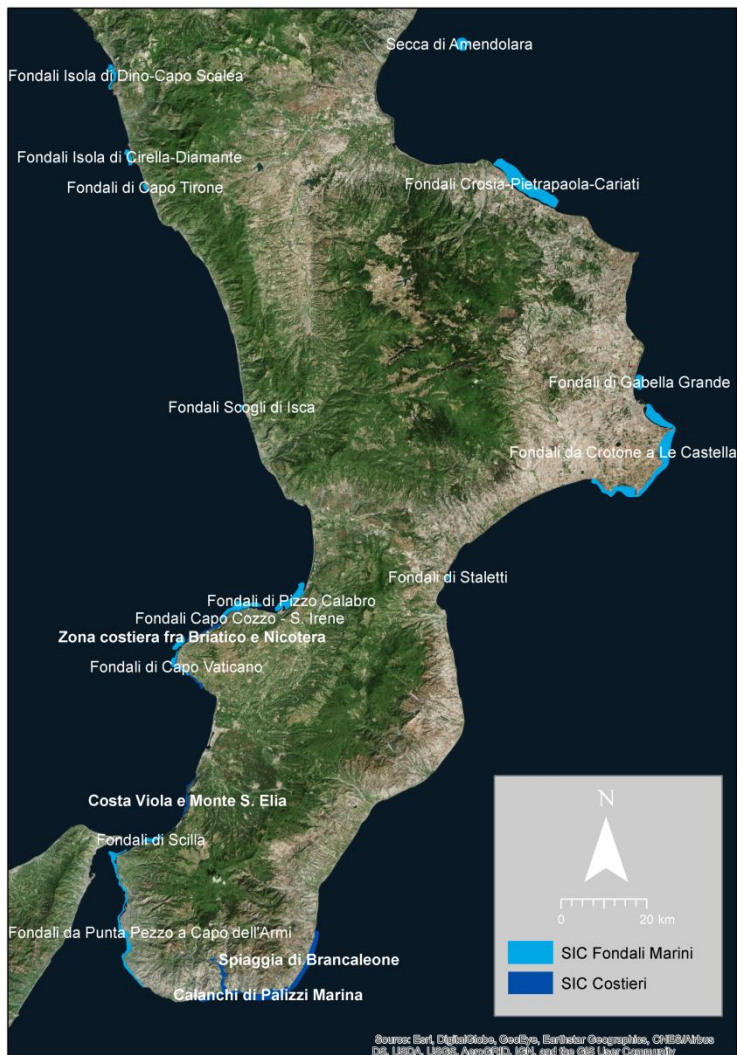 Secca di Amendolara
Fondali Isola di Dino-Capo Scalea
Fondali Isola di Cirella-Diamante
Fondali Crosia-Pietrapaola-Cariati
Fondali di Capo Tirone
Fondali di Gabella Grande
Fondali Scogli di Isca
Fondali da Crotone a Le Castella
Fondali di Staletti
Fondali di Pizzo Calabro
Fondali Capo Cozzo - S. Irene
Zona costiera fra Briatico e Nicotera
Fondali di Capo Vaticano
Costa Viola e Monte S. Elia
Fondali di Scilla
Fondali da Punta Pezzo a Capo dell'Armi
Spiaggia di Brancaleone
Calanchi di Palizzi Marina
N
0 20 km
SIC Fondali Marini
SIC Costieri
Source: Esri, DigitalGlobe, GeoEye, Earthstar Geographics, CNES/Airbus
DS, USDA, USGS, AeroGRID, IGN, and the GIS User Community